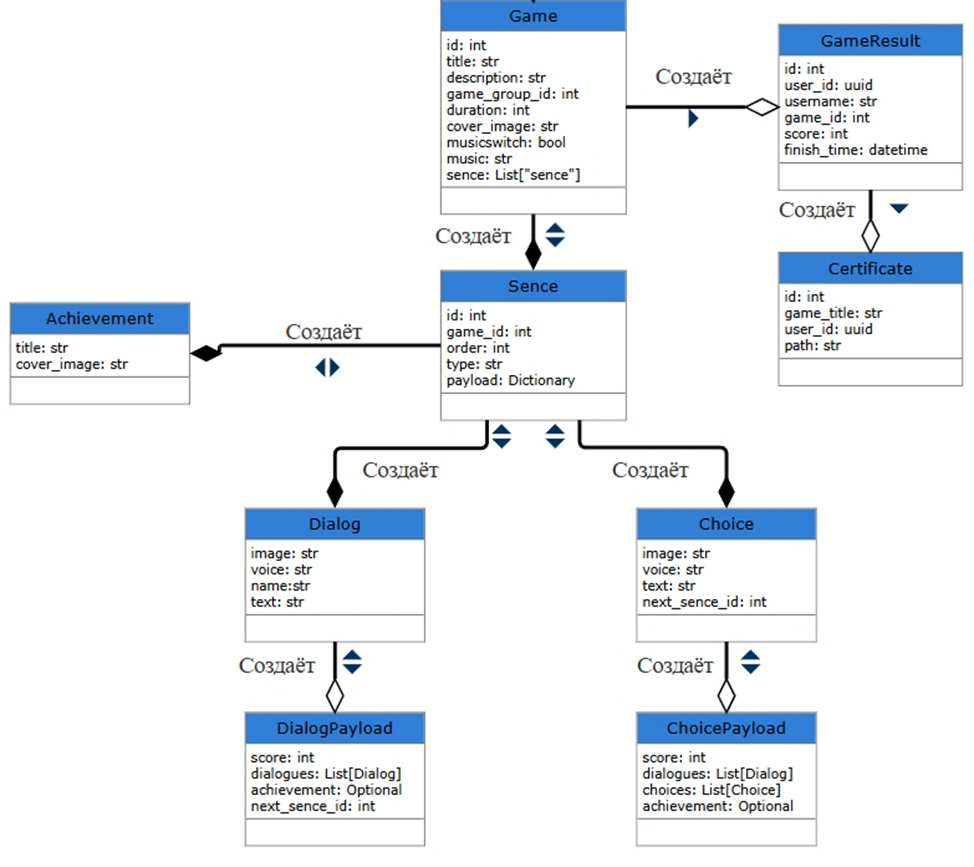 Game
id: int
title: str
description: str
game_group_id: int
duration: int
cover_image: str
musicswitch: bool
music: str
sence: List["sence"]
Создаёт
GameResult
id: int
user_id: uuid
username: str
game_id: int
score: int
finish_time: datetime
Создаёт
Certificate
id: int
game_title: str
user_id: uuid
path: str
Создаёт
Sence
id: int
game_id: int
order: int
type: str
payload: Dictionary
Создаёт
Achievement
title: str
cover_image: str
Создаёт
Dialog
image: str
voice: str
name:str
text: str
Создаёт
DialogPayload
score: int
dialogues: List[Dialog]
achievement: Optional
next_sence_id: int
Создаёт
Choice
image: str
voice: str
text: str
next_sence_id: int
Создаёт
ChoicePayload
score: int
dialogues: List[Dialog]
choices: List[Choice]
achievement: Optional